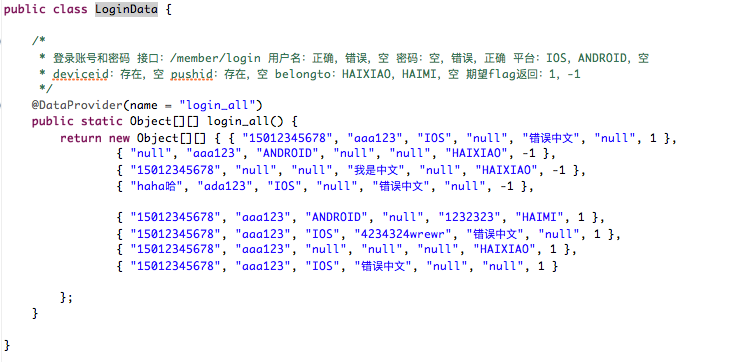 public class LoginData {
/*
* 登录账号和密码 接口：/member/login 用户名：正确，错误，空 密码：空，错误，正确 平台：IOS，ANDROID，空
* deviceid：存在，空 pushid：存在，空 belongto：HAIXIAO，HAIMI，空 期望flag返回：1，-1
*/
@DataProvider(name = "login_all")
public static Object[][] login_all() {
return new Object[][] { { "15012345678", "aaa123", "IOS", "null", "错误中文", "null", 1 },
{ "null", "aaa123", "ANDROID", "null", "null", "HAIXIAO", -1 },
{ "15012345678", "null", "null", "我是中文", "null", "HAIXIAO", -1 },
{ "haha哈", "ada123", "IOS", "null", "错误中文", "null", -1 },
{ "15012345678", "aaa123", "ANDROID", "null", "1232323", "HAIMI", 1 },
{ "15012345678", "aaa123", "IOS", "4234324wrewr", "错误中文", "null", 1 },
{ "15012345678", "aaa123", "null", "null", "null", "HAIXIAO", 1 },
{ "15012345678", "aaa123", "IOS", "错误中文", "null", "null", 1 }
};
}
}